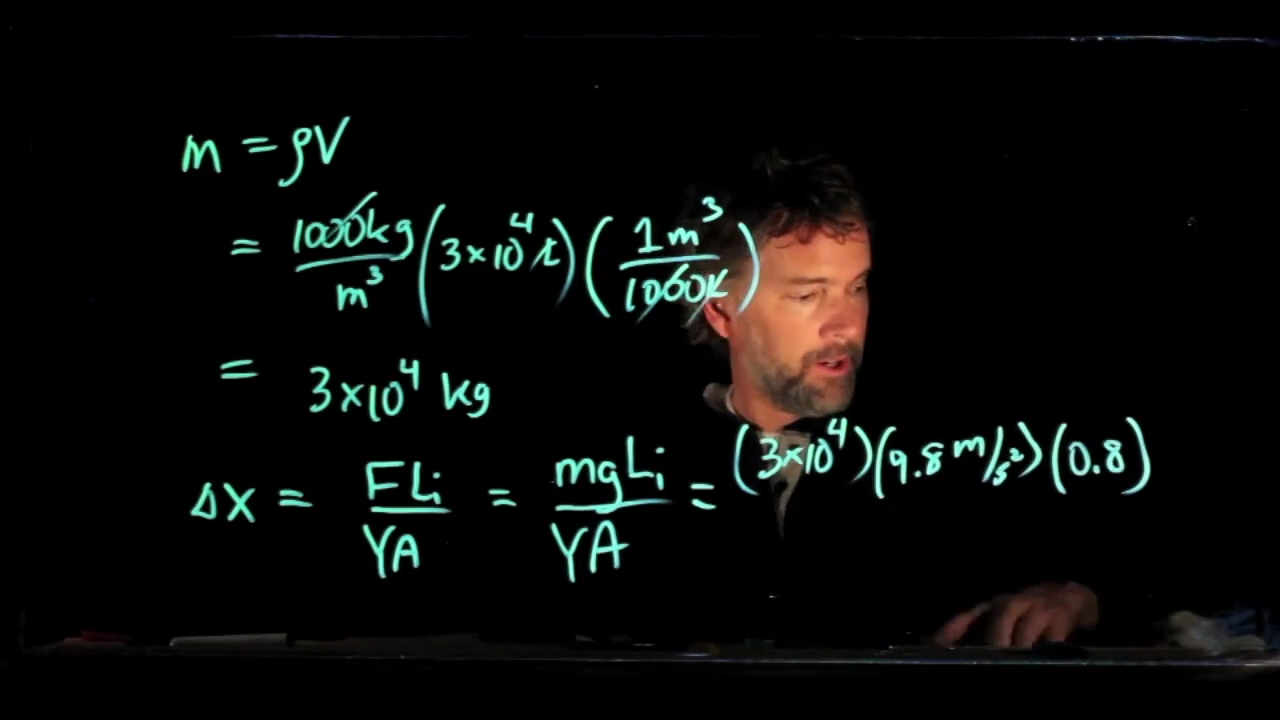 m = ρV
= 1000kg/m³ (3×10⁴ ℓ) (1m³/1000ℓ)
= 3×10⁴ kg
Δx = FLi/YA = mgLi/YA = (3×10⁴)(9.8 m/s²)(0.8)